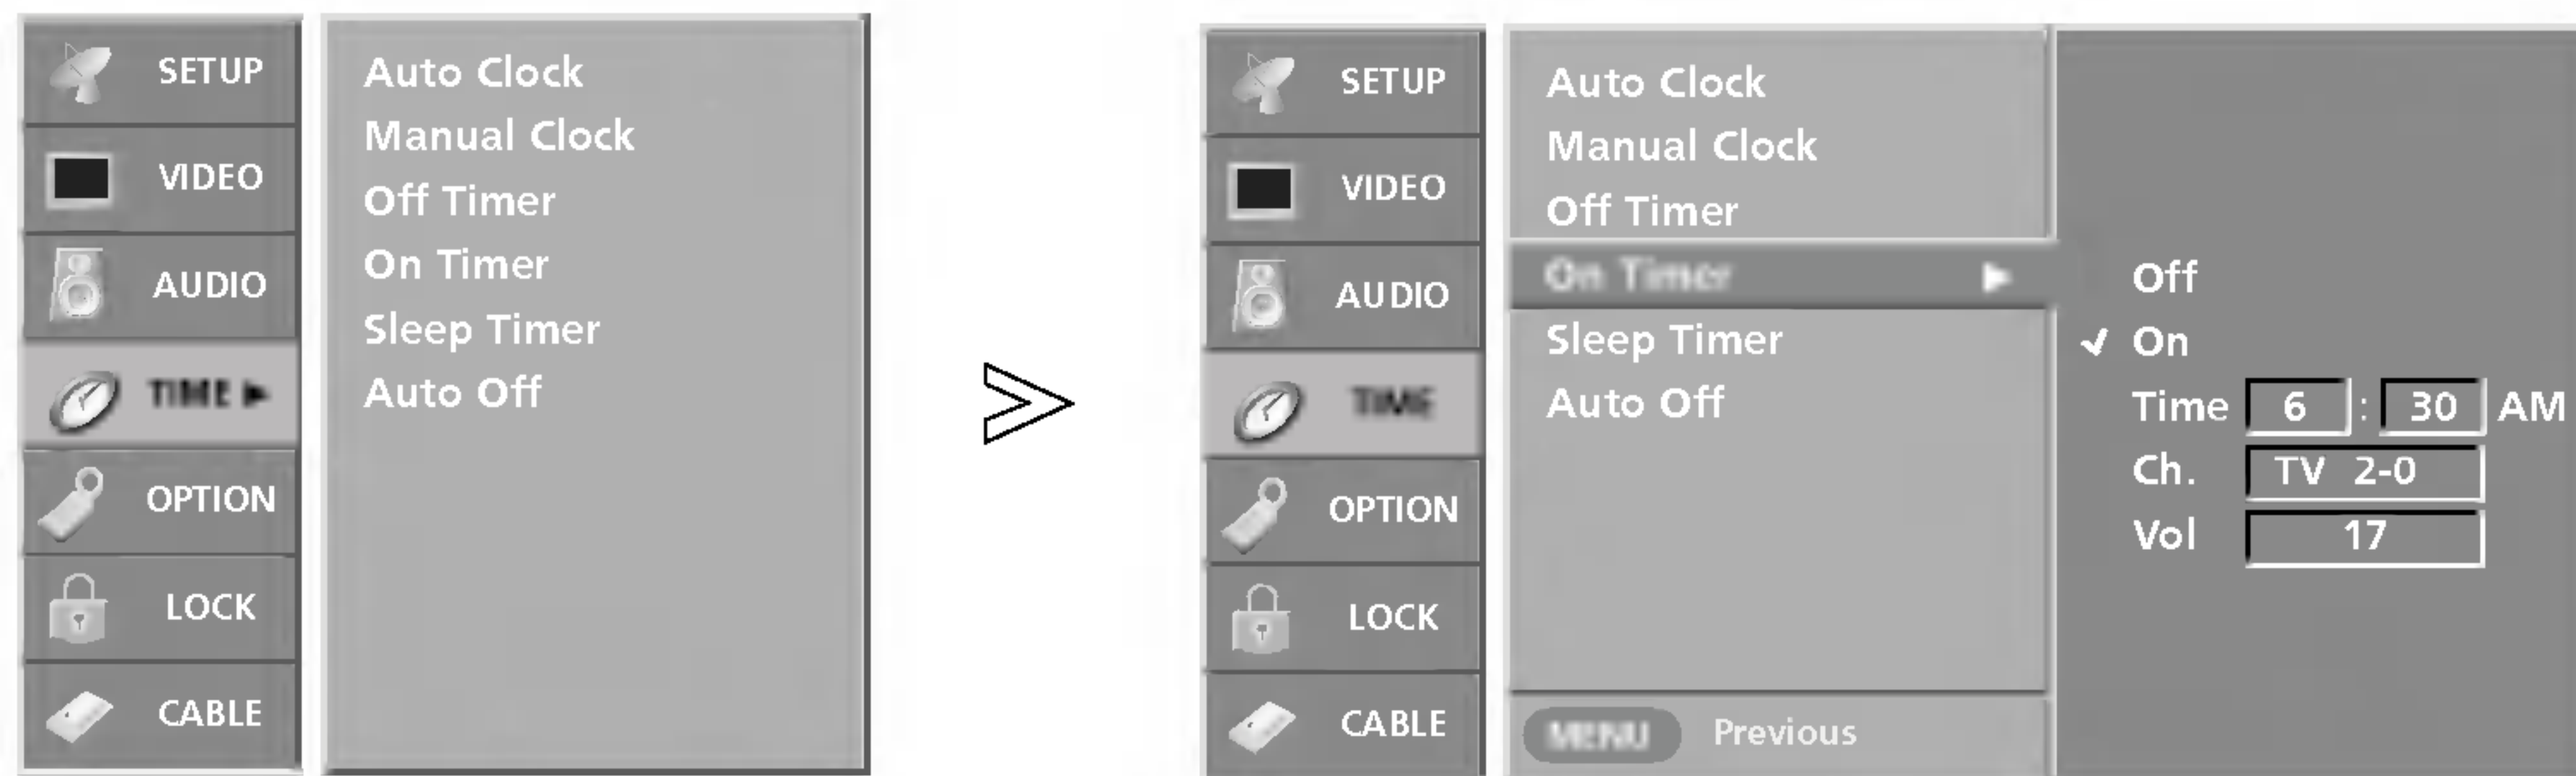 SETUP
VIDEO
AUDIO
TIME ▶
OPTION
LOCK
CABLE
Auto Clock
Manual Clock
Off Timer
On Timer
Sleep Timer
Auto Off
SETUP
VIDEO
AUDIO
TIME
OPTION
LOCK
CABLE
Auto Clock
Manual Clock
Off Timer
On Timer ▶
Sleep Timer
Auto Off
MENU Previous
Off
✓ On
Time 6 : 30 AM
Ch. TV 2-0
Vol 17